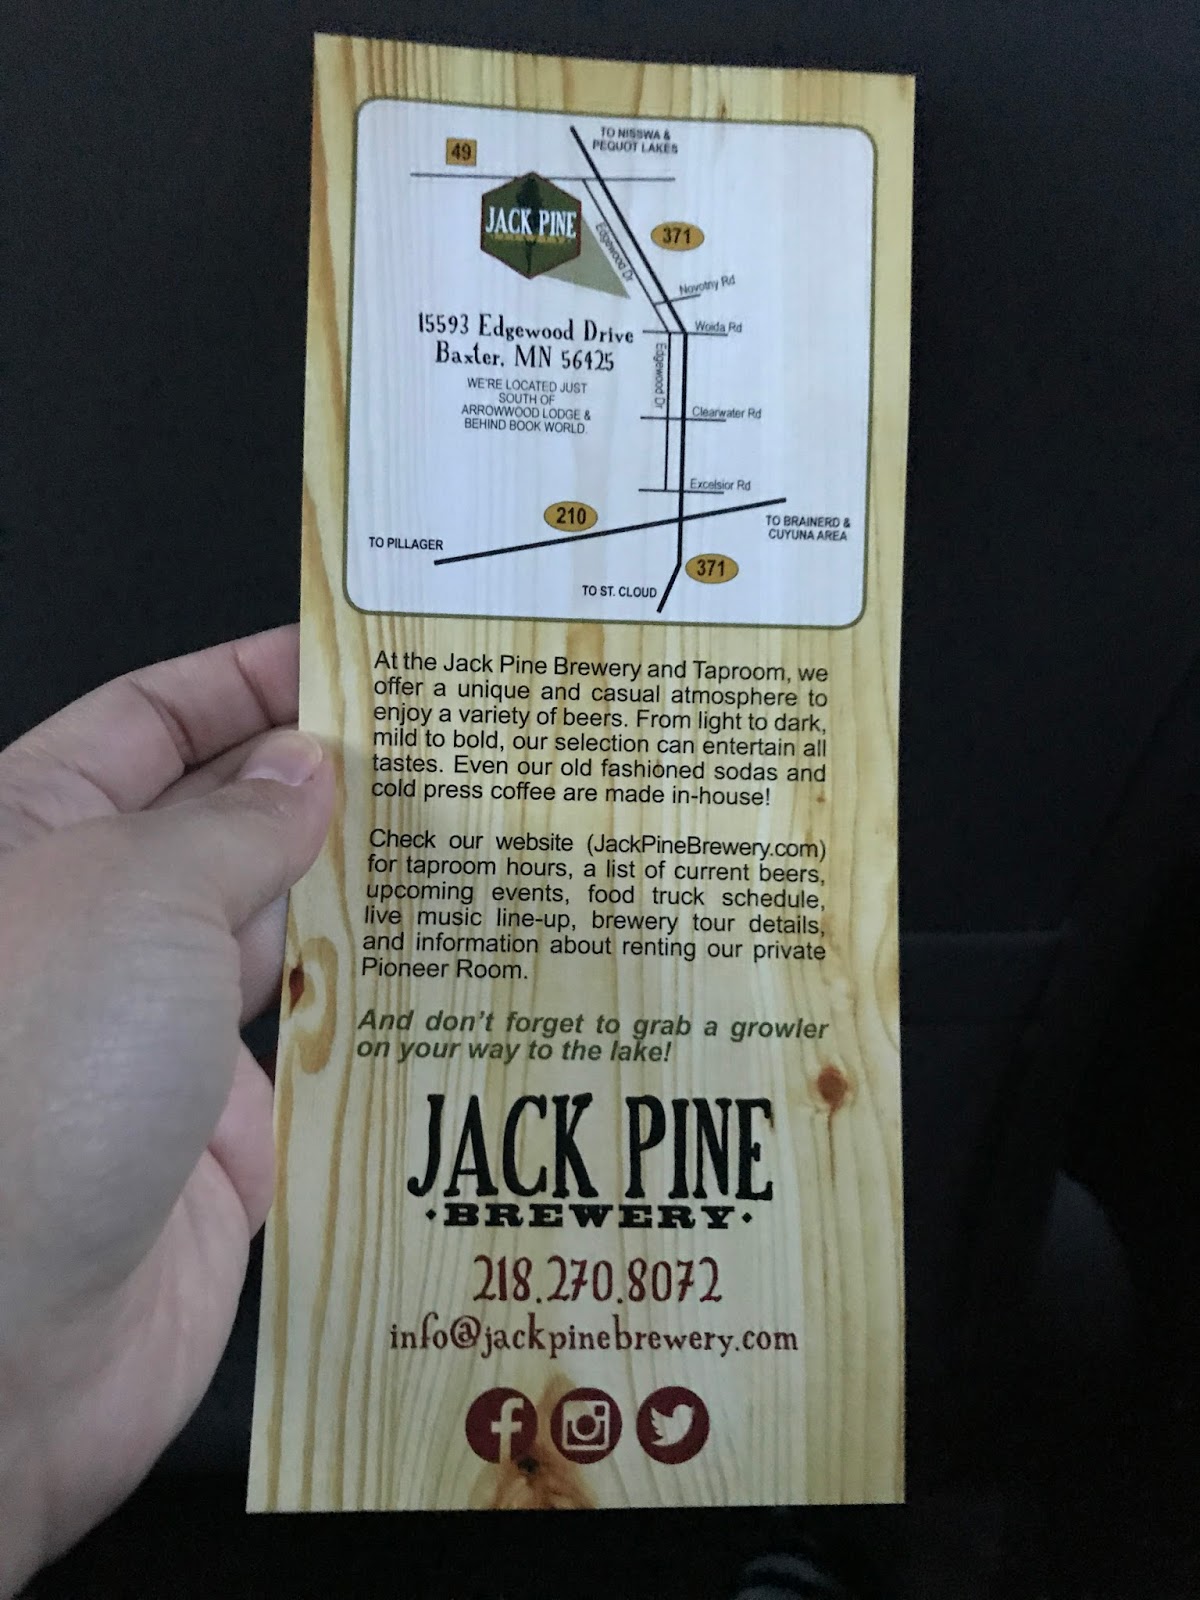 TO NISSWA &
PEQUOT LAKES
49
JACK PINE
Edgewood Dr
371
Novotny Rd
15593 Edgewood Drive
Baxter, MN 56425
Woida Rd
WE'RE LOCATED JUST
SOUTH OF
ARROWWOOD LODGE &
BEHIND BOOK WORLD.
Edgewood Dr
Clearwater Rd
Excelsior Rd
210
TO BRAINERD &
CUYUNA AREA
TO PILLAGER
371
TO ST. CLOUD
At the Jack Pine Brewery and Taproom, we
offer a unique and casual atmosphere to
enjoy a variety of beers. From light to dark,
mild to bold, our selection can entertain all
tastes. Even our old fashioned sodas and
cold press coffee are made in-house!
Check our website (JackPineBrewery.com)
for taproom hours, a list of current beers,
upcoming events, food truck schedule,
live music line-up, brewery tour details,
and information about renting our private
Pioneer Room.
And don't forget to grab a growler
on your way to the lake!
JACK PINE
•BREWERY•
218.270.8072
info@jackpinebrewery.com